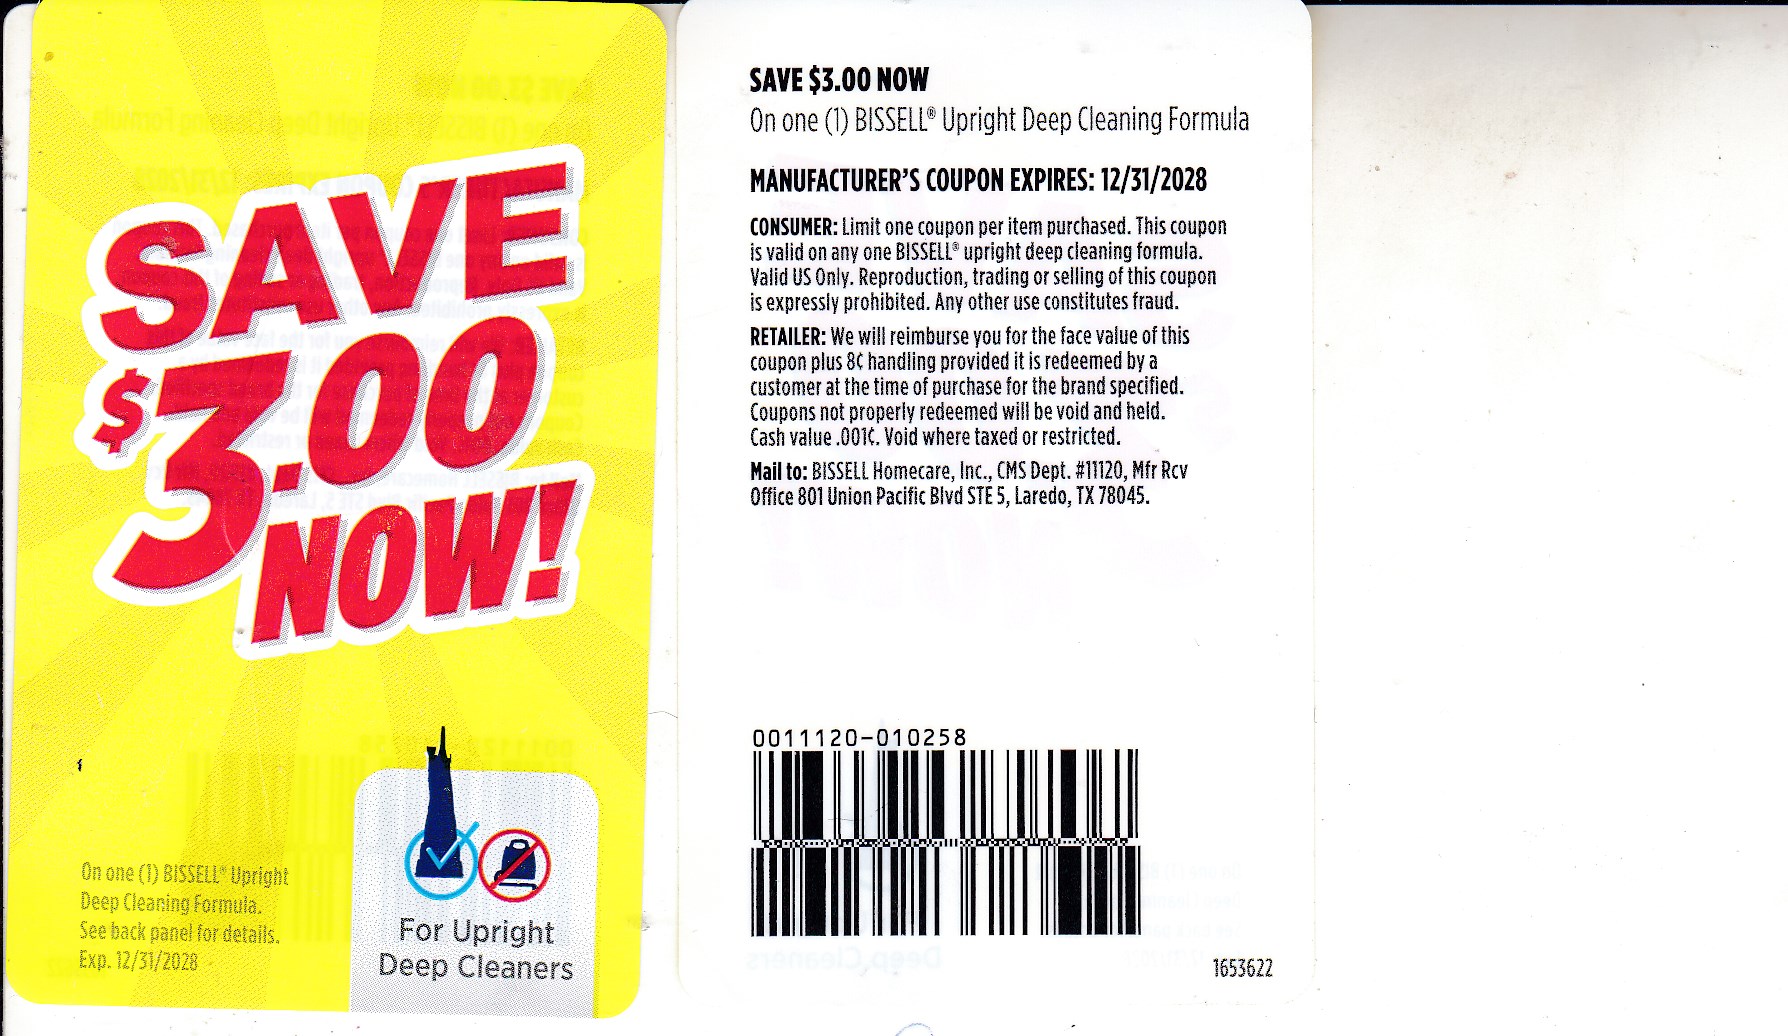 SAVE
$3.00
NOW!
On one (1) BISSELL® Upright
Deep Cleaning Formula.
See back panel for details.
Exp. 12/31/2028
For Upright
Deep Cleaners
SAVE $3.00 NOW
On one (1) BISSELL® Upright Deep Cleaning Formula
MANUFACTURER'S COUPON EXPIRES: 12/31/2028
CONSUMER: Limit one coupon per item purchased. This coupon
is valid on any one BISSELL® upright deep cleaning formula.
Valid US Only. Reproduction, trading or selling of this coupon
is expressly prohibited. Any other use constitutes fraud.
RETAILER: We will reimburse you for the face value of this
coupon plus 8¢ handling provided it is redeemed by a
customer at the time of purchase for the brand specified.
Coupons not properly redeemed will be void and held.
Cash value .001¢. Void where taxed or restricted.
Mail to: BISSELL Homecare, Inc., CMS Dept. #11120, Mfr Rcv
Office 801 Union Pacific Blvd STE 5, Laredo, TX 78045.
0011120-010258
1653622